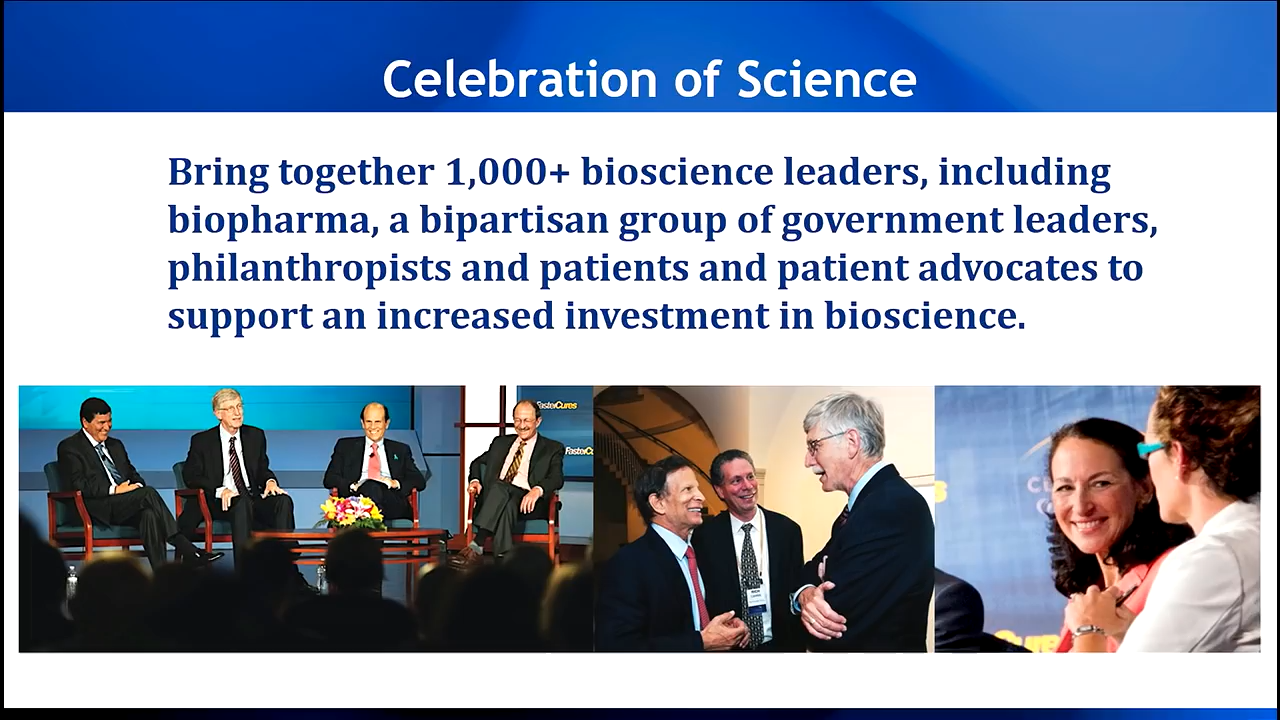 Celebration of Science
Bring together 1,000+ bioscience leaders, including
biopharma, a bipartisan group of government leaders,
philanthropists and patients and patient advocates to
support an increased investment in bioscience.
FasterCures